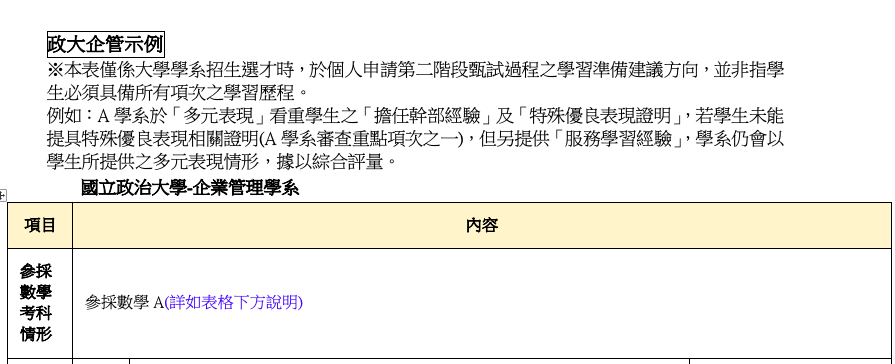 政大企管示例
※本表僅係大學學系招生選才時，於個人申請第二階段甄試過程之學習準備建議方向，並非指學
生必須具備所有項次之學習歷程。
例如：A 學系於「多元表現」看重學生之「擔任幹部經驗」及「特殊優良表現證明」，若學生未能
提具特殊優良表現相關證明(A 學系審查重點項次之一)，但另提供「服務學習經驗」，學系仍會以
學生所提供之多元表現情形，據以綜合評量。
國立政治大學-企業管理學系
項目
內容
參採
數學
考科
情形
參採數學 A(詳如表格下方說明)